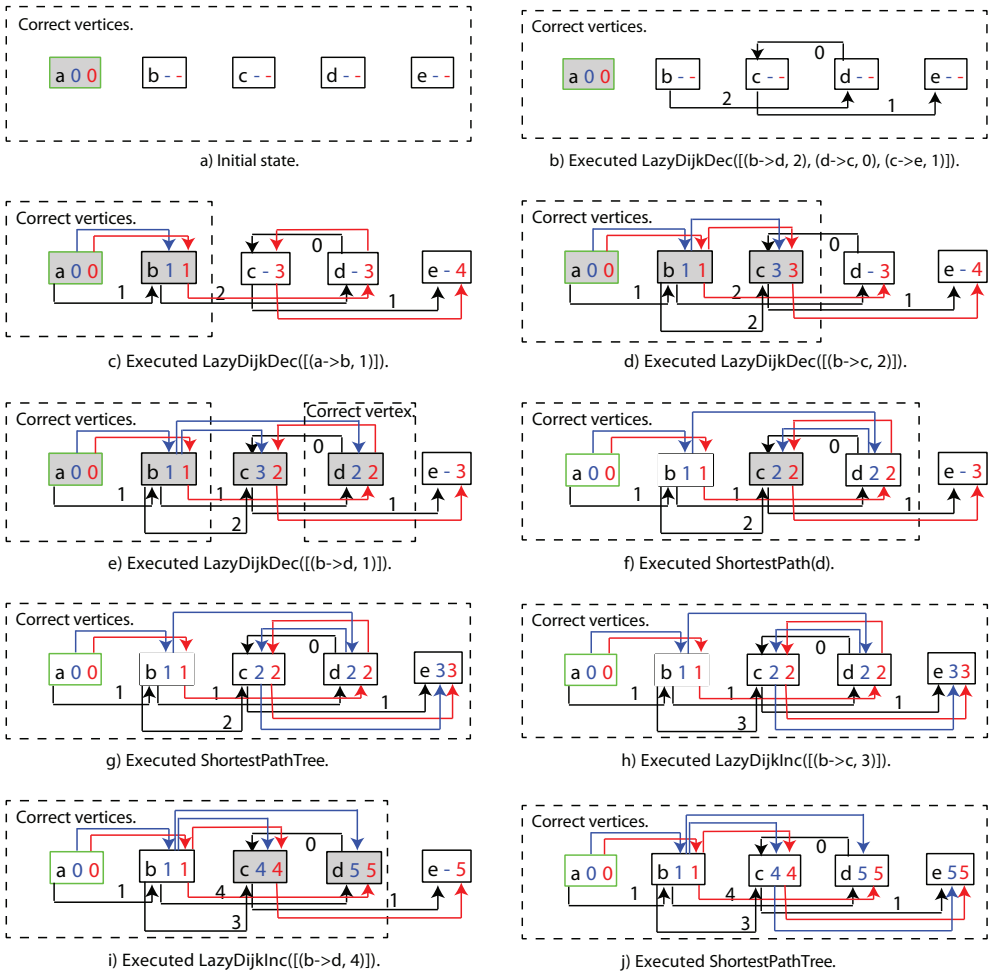 Correct vertices.
a 0 0 b - - c - - d - - e - -
a) Initial state.
Correct vertices.
0
a 0 0 b - - c - - d - - e - -
2 1
b) Executed LazyDijkDec([(b->d, 2), (d->c, 0), (c->e, 1)]).
Correct vertices.
0
a 0 0 b 1 1 c - 3 d - 3 e - 4
1 2 1
c) Executed LazyDijkDec([(a->b, 1)]).
Correct vertices.
0
a 0 0 b 1 1 c 3 3 d - 3 e - 4
1 2 1
2
d) Executed LazyDijkDec([(b->c, 2)]).
Correct vertices. Correct vertex.
0
a 0 0 b 1 1 c 3 2 d 2 2 e - 3
1 1 1
2
e) Executed LazyDijkDec([(b->d, 1)]).
Correct vertices.
0
a 0 0 b 1 1 c 2 2 d 2 2 e - 3
1 1 1
2
f) Executed ShortestPath(d).
Correct vertices.
0
a 0 0 b 1 1 c 2 2 d 2 2 e 3 3
1 1 1
2
g) Executed ShortestPathTree.
Correct vertices.
0
a 0 0 b 1 1 c 2 2 d 2 2 e 3 3
1 1 1
3
h) Executed LazyDijkInc([(b->c, 3)]).
Correct vertices.
0
a 0 0 b 1 1 c 4 4 d 5 5 e - 5
1 4 1
3
i) Executed LazyDijkInc([(b->d, 4)]).
Correct vertices.
0
a 0 0 b 1 1 c 4 4 d 5 5 e 5 5
1 4 1
3
j) Executed ShortestPathTree.